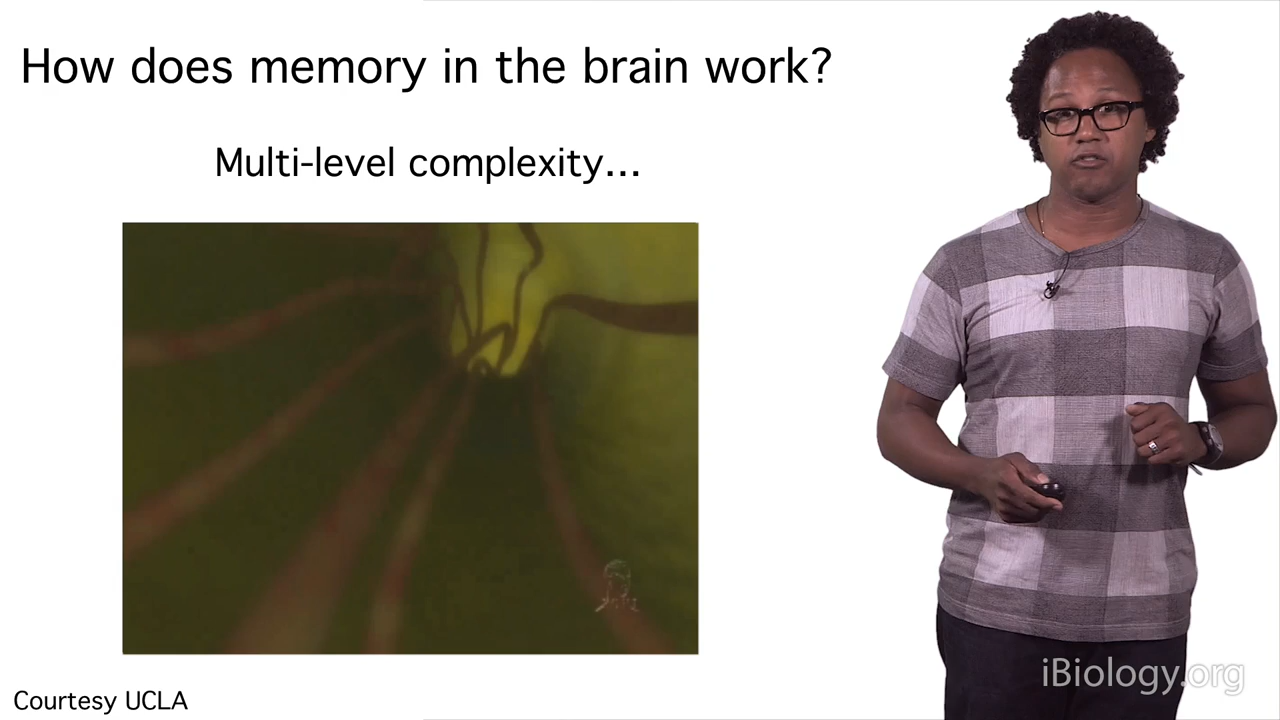 How does memory in the brain work?
Multi-level complexity...
Courtesy UCLA
iBiology.org